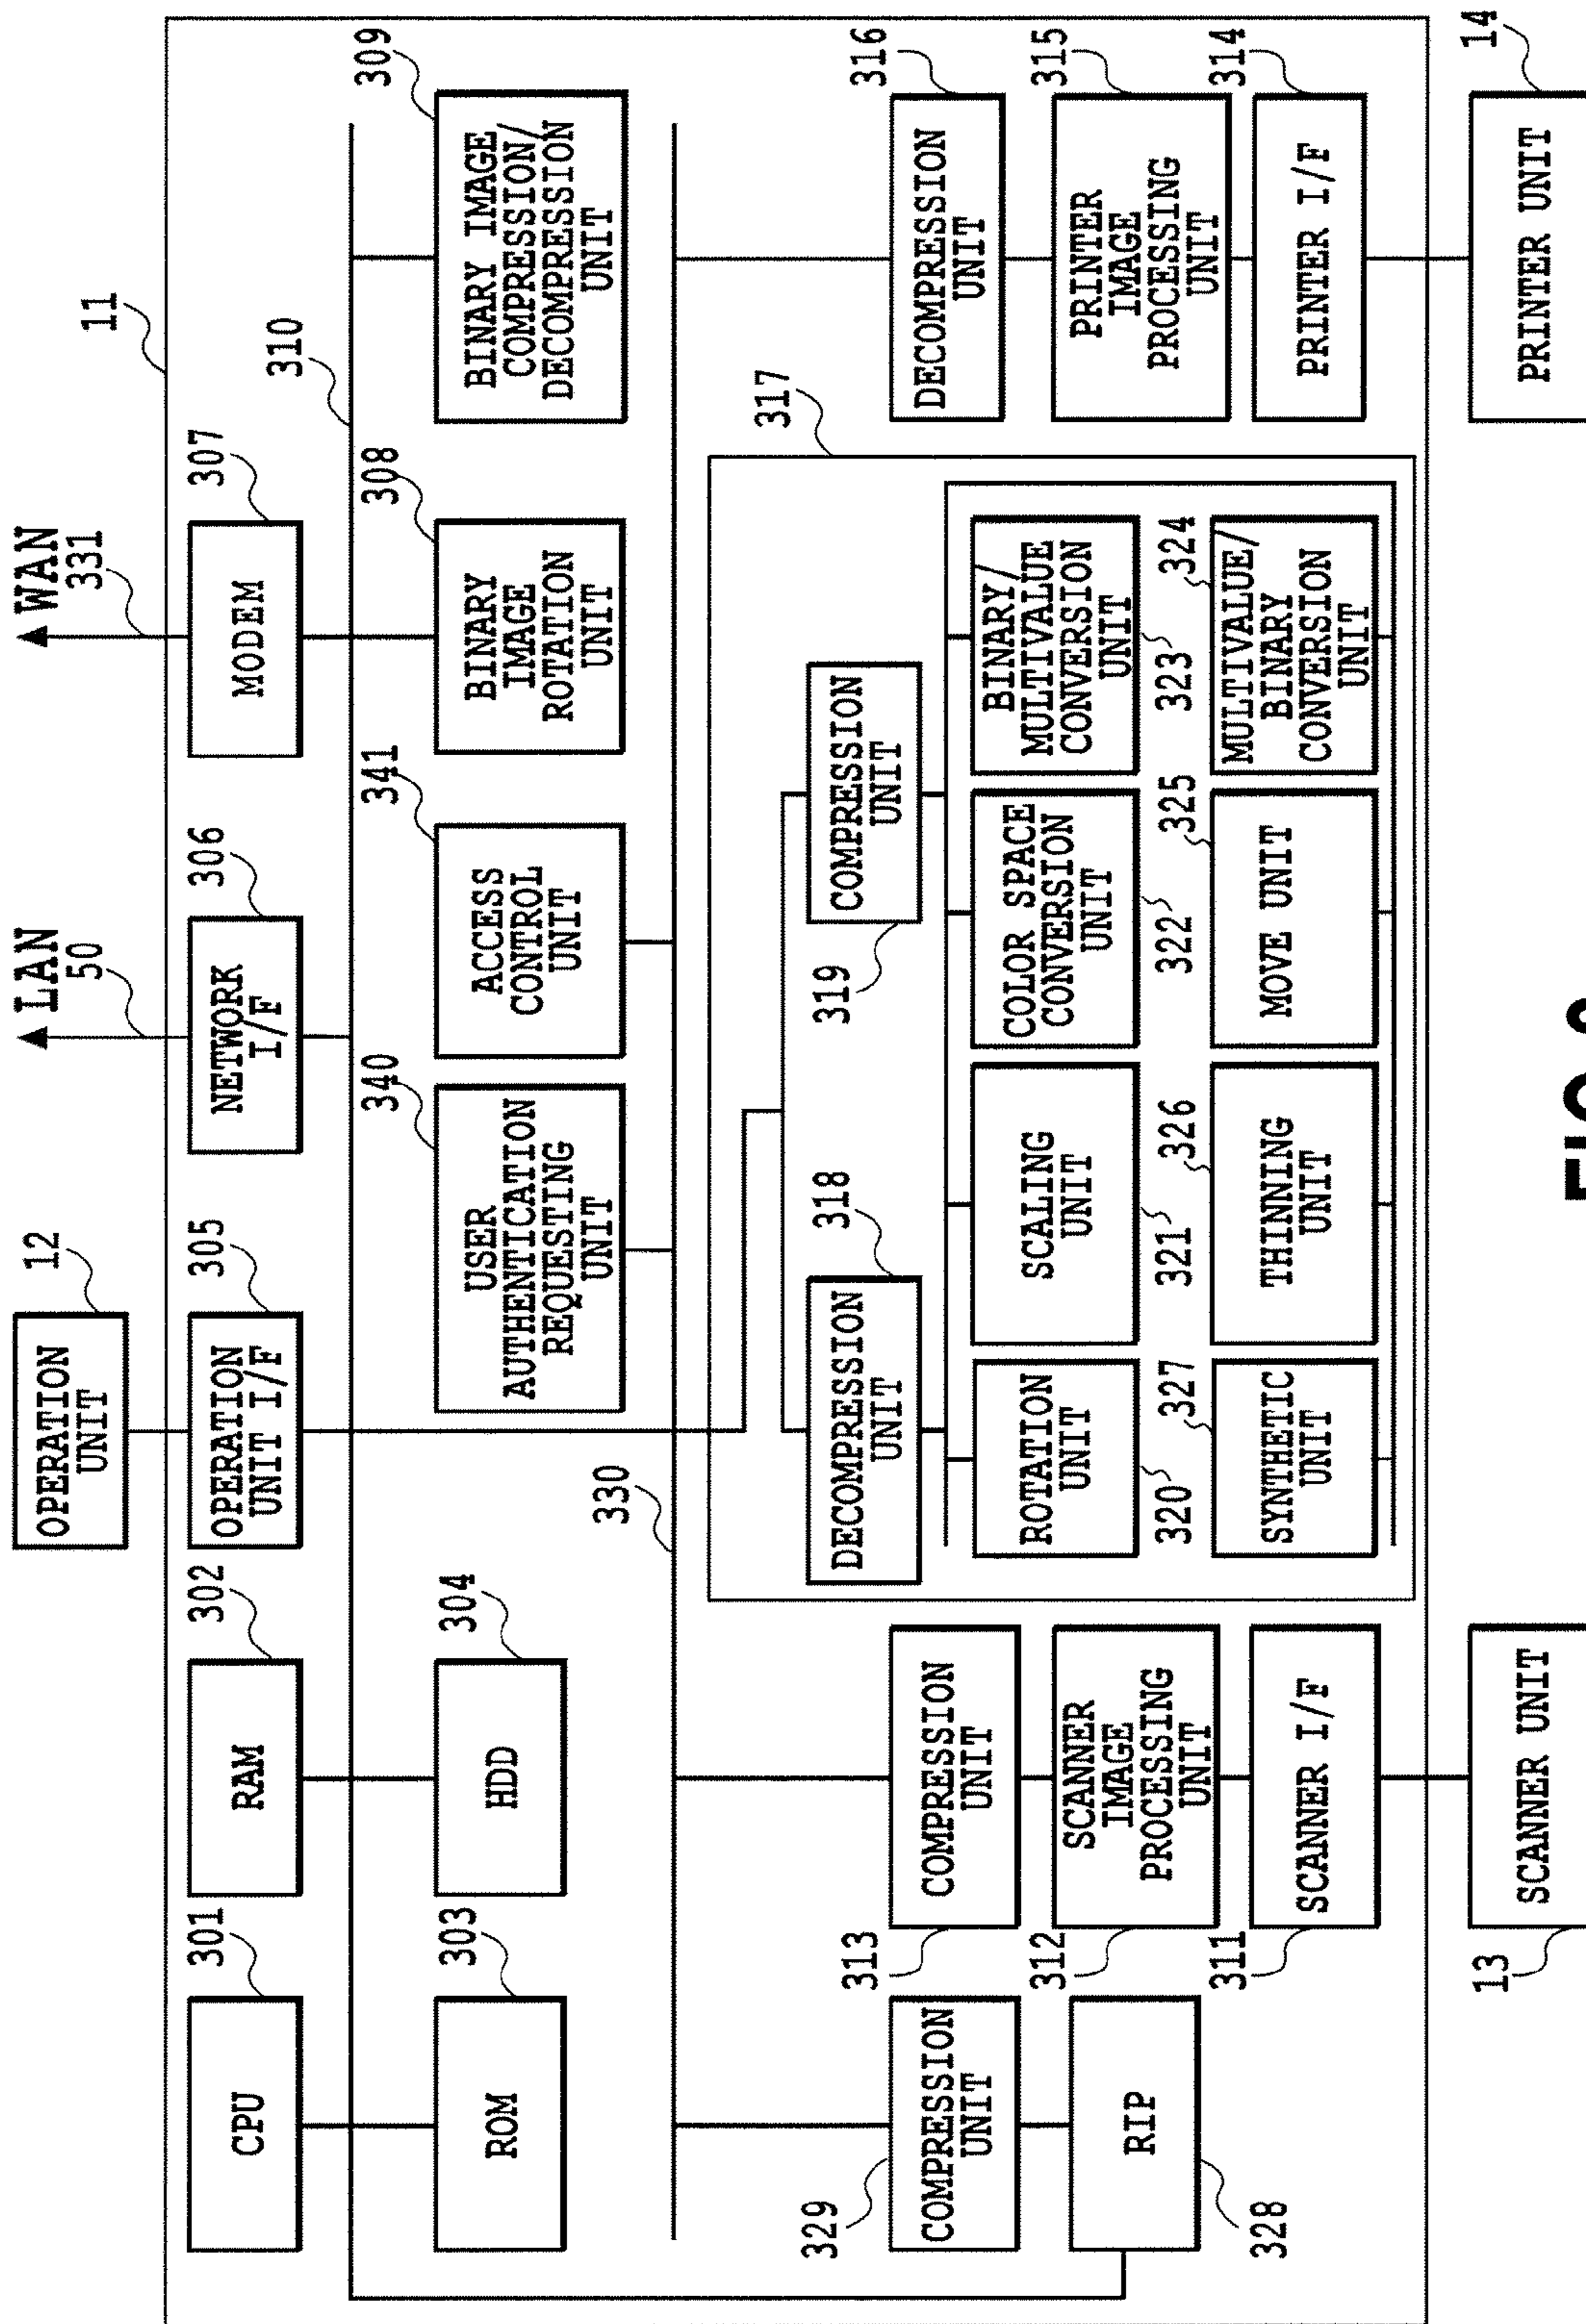 OPERATION
UNIT
12
LAN
50
WAN
331
11
CPU
301
RAM
302
OPERATION
UNIT I/F
305
NETWORK
I/F
306
MODEM
307
310
ROM
303
HDD
304
USER
AUTHENTICATION
REQUESTING
UNIT
340
ACCESS
CONTROL
UNIT
341
BINARY
IMAGE
ROTATION
UNIT
308
BINARY IMAGE
COMPRESSION/
DECOMPRESSION
UNIT
309
330
317
COMPRESSION
UNIT
329
RIP
328
COMPRESSION
UNIT
313
SCANNER
IMAGE
PROCESSING
UNIT
312
SCANNER I/F
311
SCANNER UNIT
13
DECOMPRESSION
UNIT
318
COMPRESSION
UNIT
319
ROTATION
UNIT
320
SCALING
UNIT
321
COLOR SPACE
CONVERSION
UNIT
322
BINARY/
MULTIVALUE
CONVERSION
UNIT
323
SYNTHETIC
UNIT
327
THINNING
UNIT
326
MOVE UNIT
325
MULTIVALUE/
BINARY
CONVERSION
UNIT
324
DECOMPRESSION
UNIT
316
PRINTER
IMAGE
PROCESSING
UNIT
315
PRINTER I/F
314
PRINTER UNIT
14